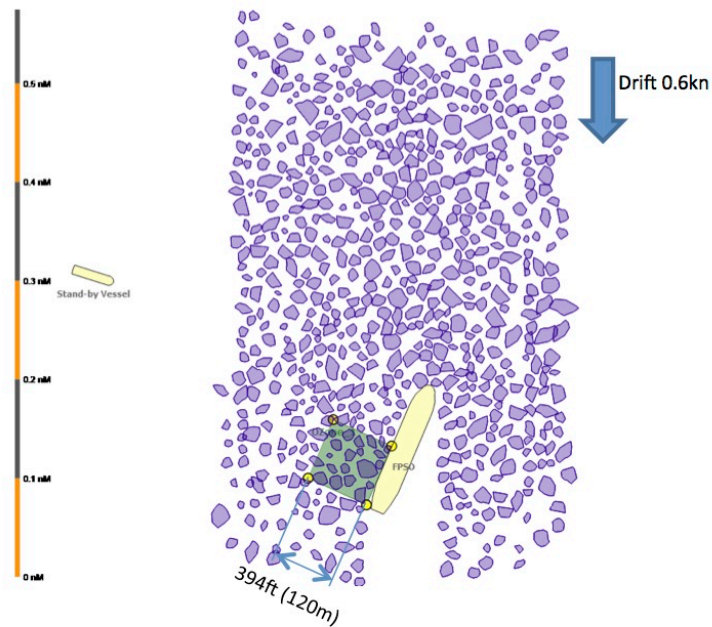 0.5 nM
Drift 0.6kn
0.4 nM
0.3 nM
Stand-by Vessel
0.2 nM
FPSO
0.1 nM
0 nM
394ft (120m)